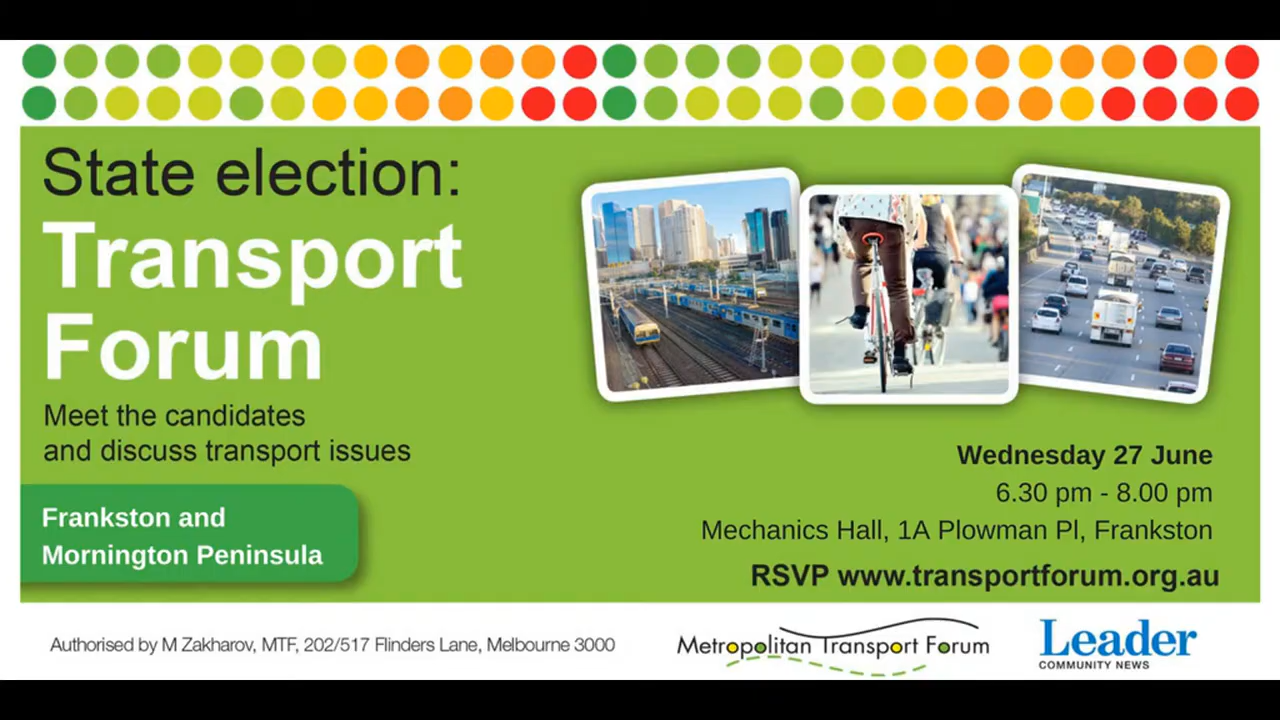 State election:
Transport
Forum
Meet the candidates
and discuss transport issues
Frankston and
Mornington Peninsula
Wednesday 27 June
6.30 pm - 8.00 pm
Mechanics Hall, 1A Plowman Pl, Frankston
RSVP www.transportforum.org.au
Authorised by M Zakharov, MTF, 202/517 Flinders Lane, Melbourne 3000
Metropolitan Transport Forum
Leader
COMMUNITY NEWS